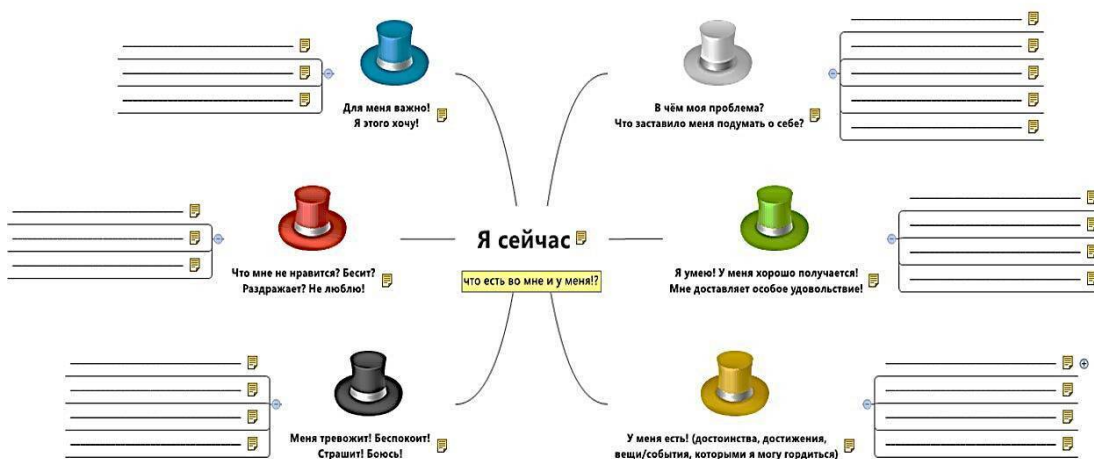 Для меня важно!
Я этого хочу!
В чём моя проблема?
Что заставило меня подумать о себе?
Что мне не нравится? Бесит?
Раздражает? Не люблю!
Я сейчас
что есть во мне и у меня!?
Я умею! У меня хорошо получается!
Мне доставляет особое удовольствие!
Меня тревожит! Беспокоит!
Страшит! Боюсь!
У меня есть! (достоинства, достижения,
вещи/события, которыми я могу гордиться)